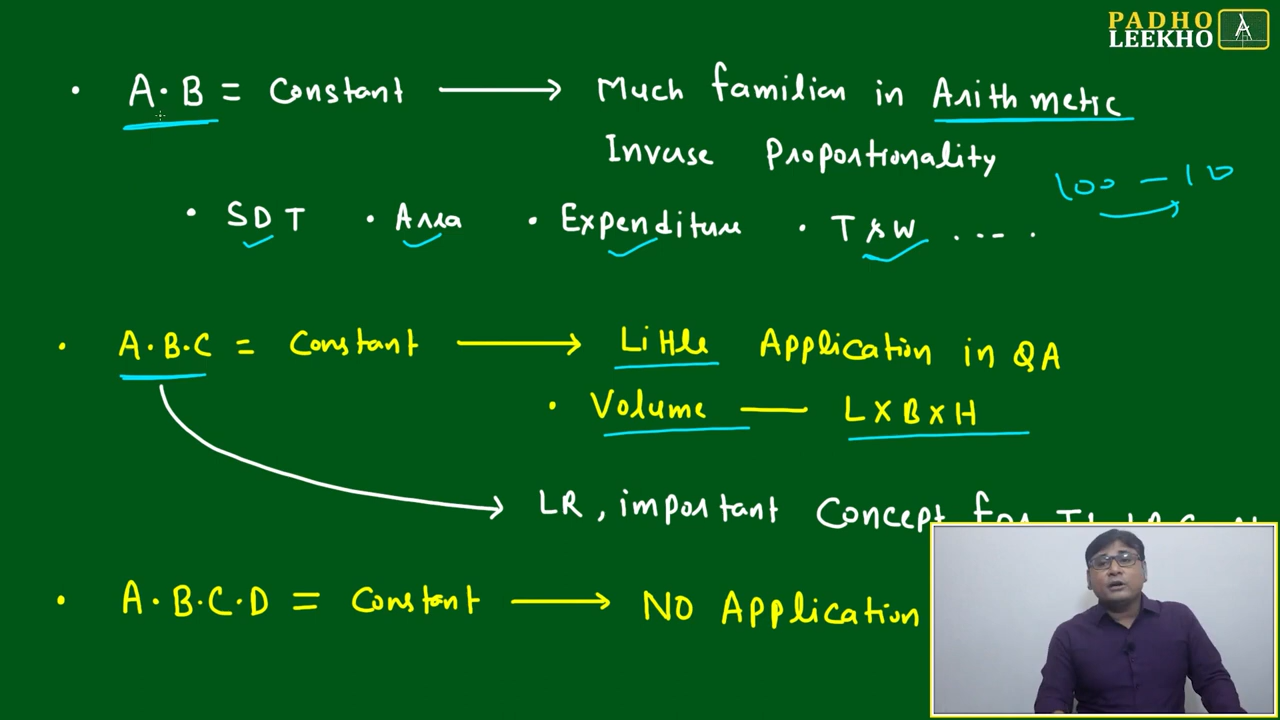 PADHO
LEEKHO
• A·B = Constant ⟶ Much familiar in Arithmetic
Inverse Proportionality
100 – 10
• SDT • Area • Expenditure • T&W ....
• A·B·C = Constant ⟶ Little Application in QA
• Volume — L×B×H
LR, important Concept for
• A·B·C·D = Constant ⟶ NO Application